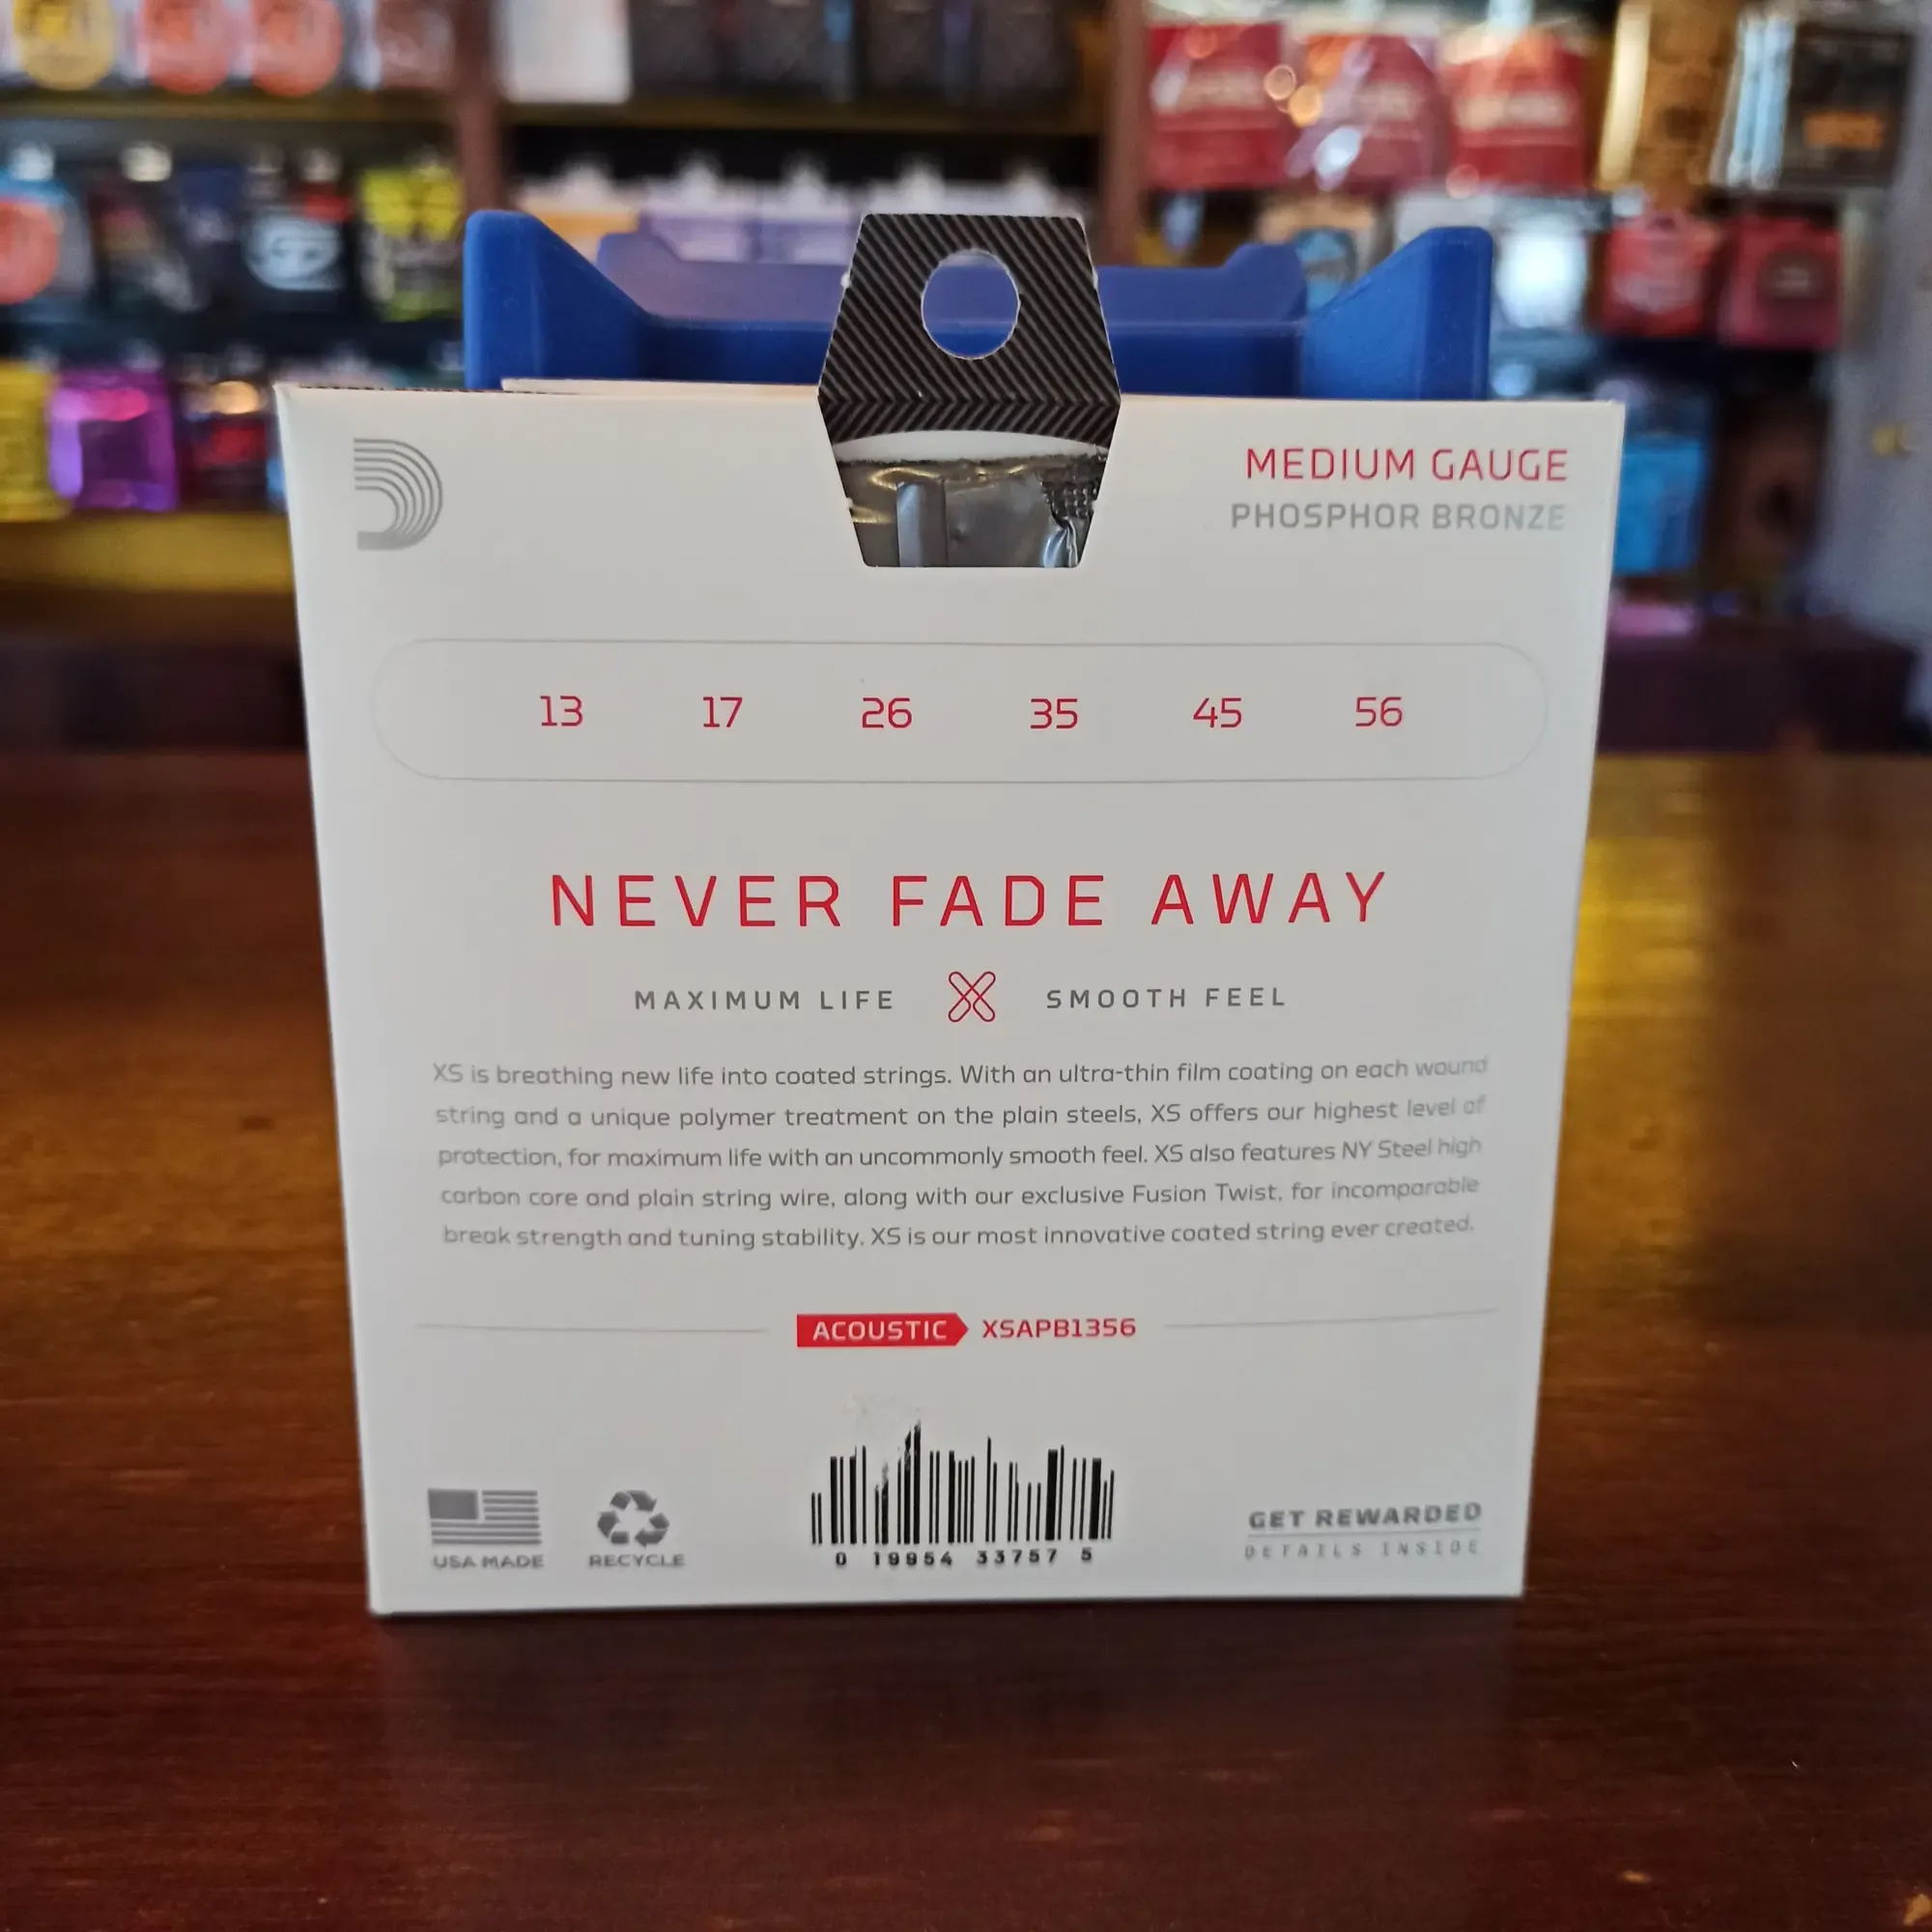 MEDIUM GAUGE
PHOSPHOR BRONZE
13 17 26 35 45 56
NEVER FADE AWAY
MAXIMUM LIFE SMOOTH FEEL
XS is breathing new life into coated strings. With an ultra-thin film coating on each wound
string and a unique polymer treatment on the plain steels, XS offers our highest level of
protection, for maximum life with an uncommonly smooth feel. XS also features NY Steel high
carbon core and plain string wire, along with our exclusive Fusion Twist, for incomparable
break strength and tuning stability. XS is our most innovative coated string ever created.
ACOUSTIC XSAPB1356
USA MADE
RECYCLE
0 19954 33757 5
GET REWARDED
DETAILS INSIDE